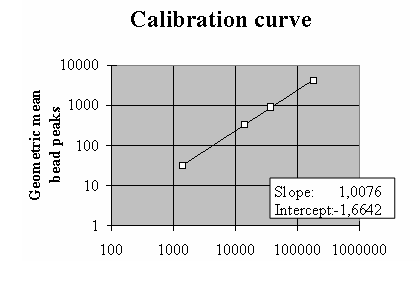 Calibration curve
Geometric mean
bead peaks
10000
1000
100
10
1
Slope: 1,0076
Intercept:-1,6642
100 1000 10000 100000 1000000